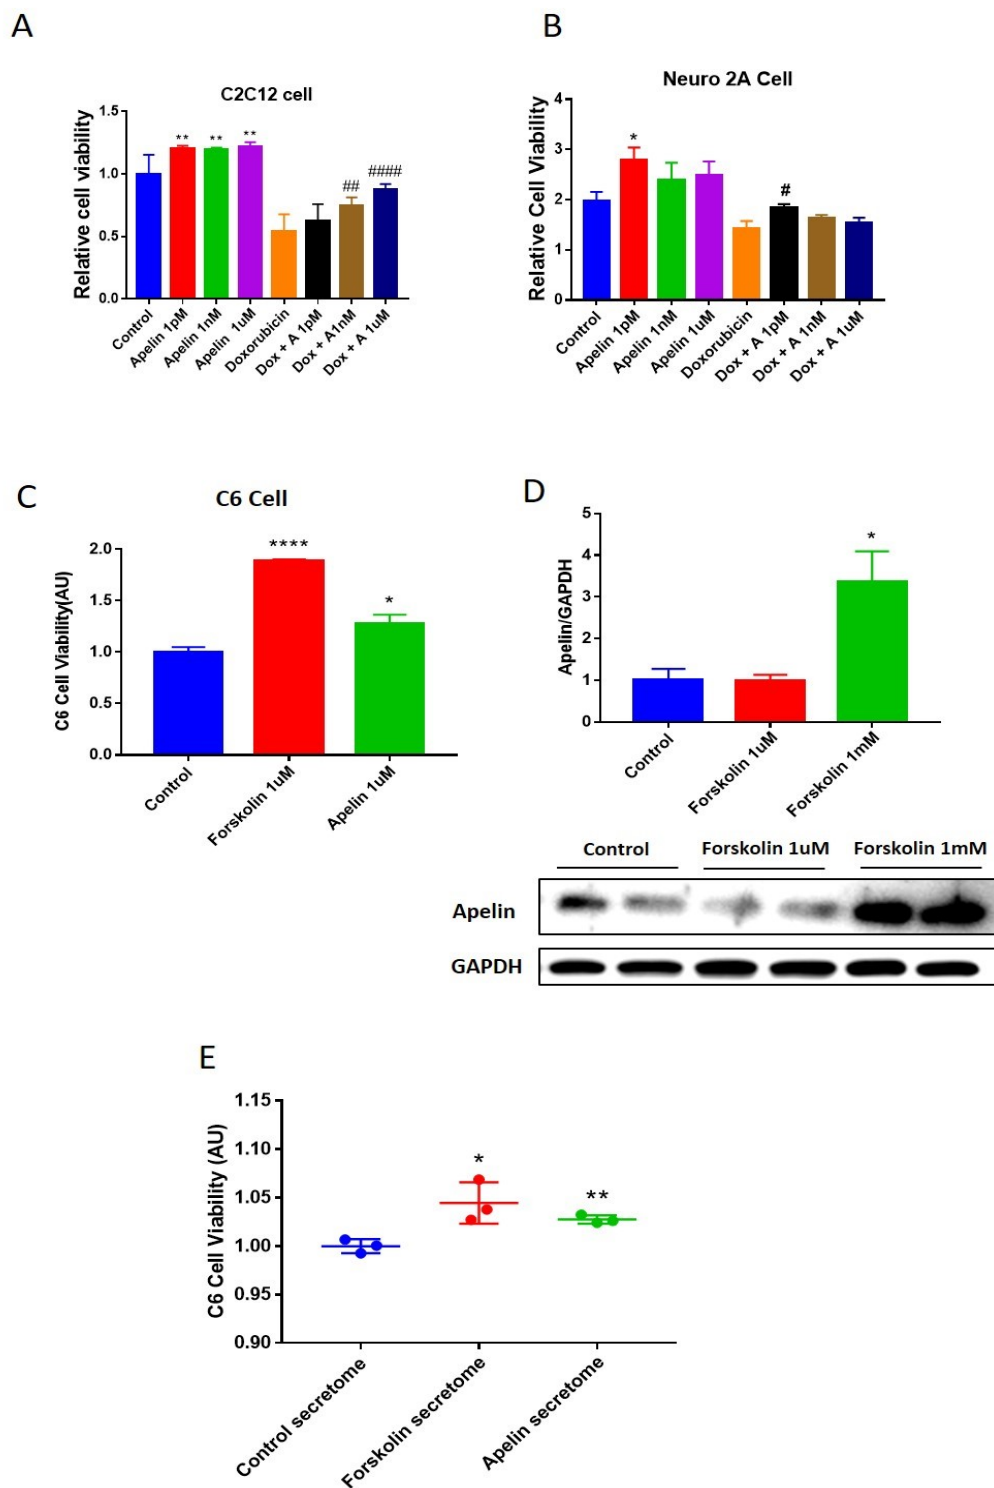 A
B
C2C12 cell
Relative cell viability
1.5
1.0
0.5
0.0
**
**
**
##
####
Control
Apelin 1pM
Apelin 1nM
Apelin 1uM
Doxorubicin
Dox + A 1pM
Dox + A1nM
Dox + A 1uM
Neuro 2A Cell
Relative Cell Viability
4
3
2
1
0
*
#
Control
Apelin 1pM
Apelin 1nM
Apelin 1uM
Doxorubicin
Dox + A 1pM
Dox + A 1nM
Dox + A 1uM
C
C6 Cell
C6 Cell Viability(AU)
2.0
1.5
1.0
0.5
0.0
****
*
Control
Forskolin 1uM
Apelin 1uM
D
Apelin/GAPDH
5
4
3
2
1
0
*
Control
Forskolin 1uM
Forskolin 1mM
Control Forskolin 1uM Forskolin 1mM
Apelin
GAPDH
E
C6 Cell Viability (AU)
1.15
1.10
1.05
1.00
0.95
0.90
*
**
Control secretome
Forskolin secretome
Apelin secretome